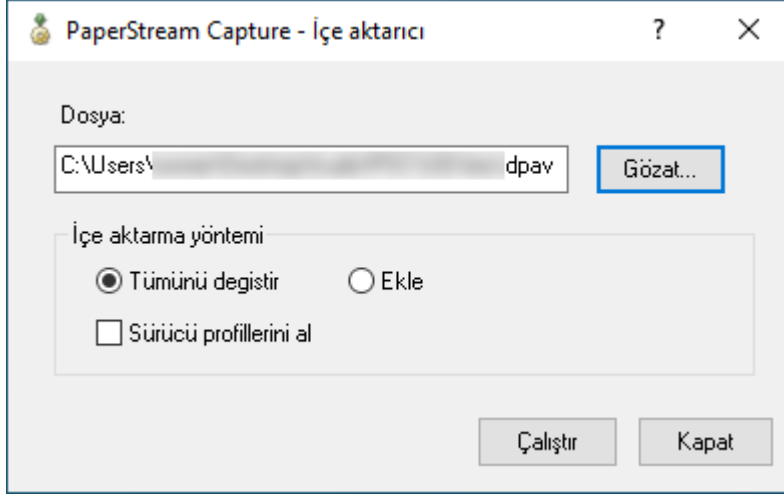 PaperStream Capture - İçe aktarıcı ? ×
Dosya:
C:\Users\ dpav Gözat...
İçe aktarma yöntemi
Tümünü degistir Ekle
Sürücü profillerini al
Çalıştır Kapat